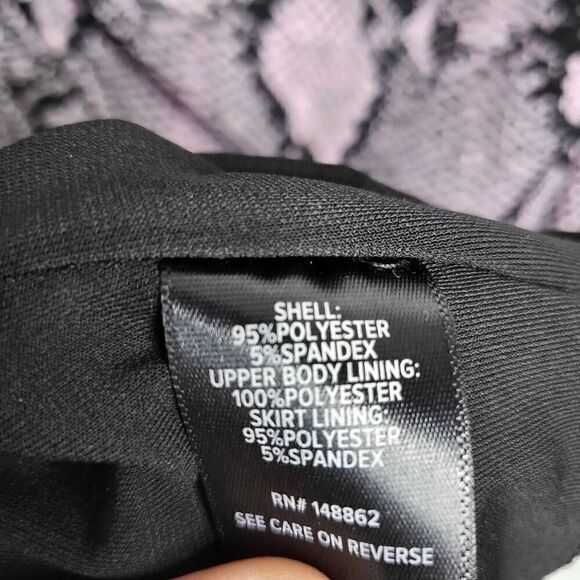 SHELL:
95%POLYESTER
5%SPANDEX
UPPER BODY LINING:
100%POLYESTER
SKIRT LINING:
95%POLYESTER
5%SPANDEX
RN# 148862
SEE CARE ON REVERSE